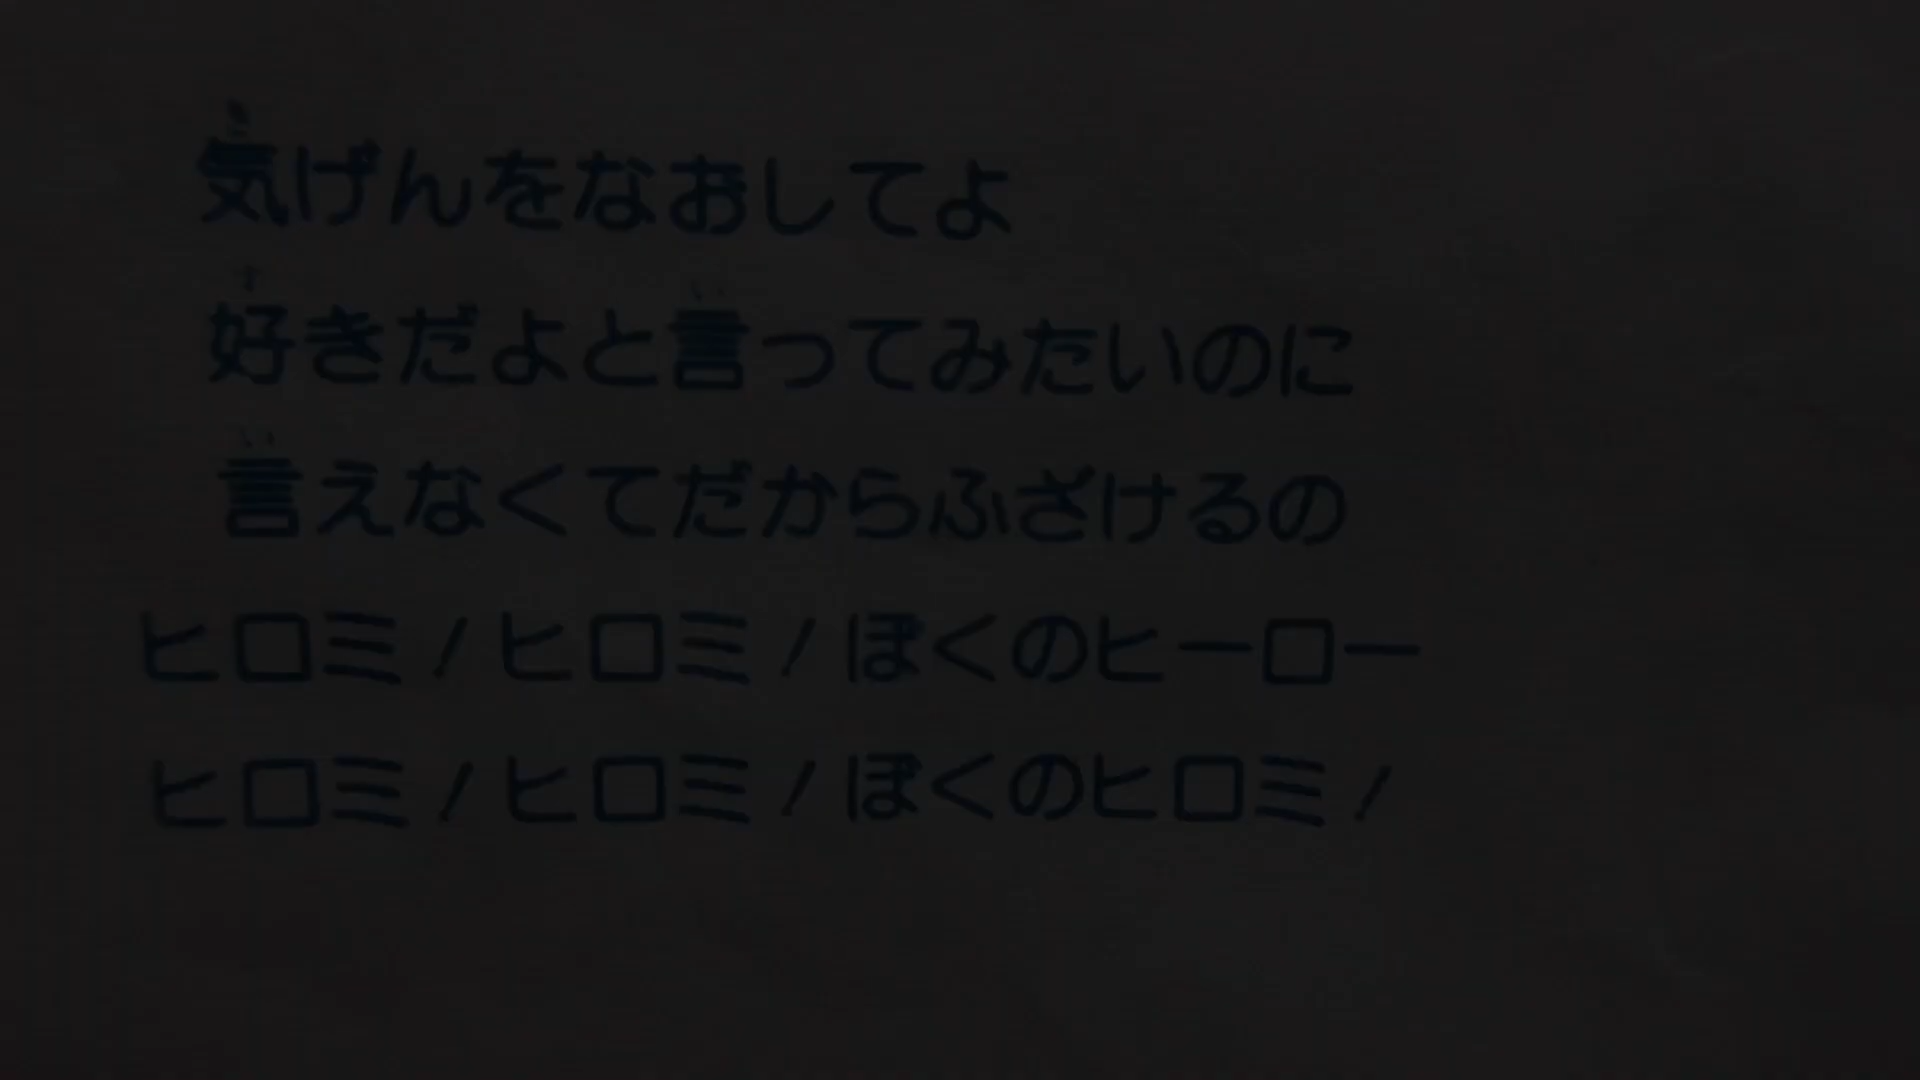 気げんをなおしてよ
好きだよと言ってみたいのに
言えなくてだからふざけるの
ヒロミ！ヒロミ！ぼくのヒーロー
ヒロミ！ヒロミ！ぼくのヒロミ！